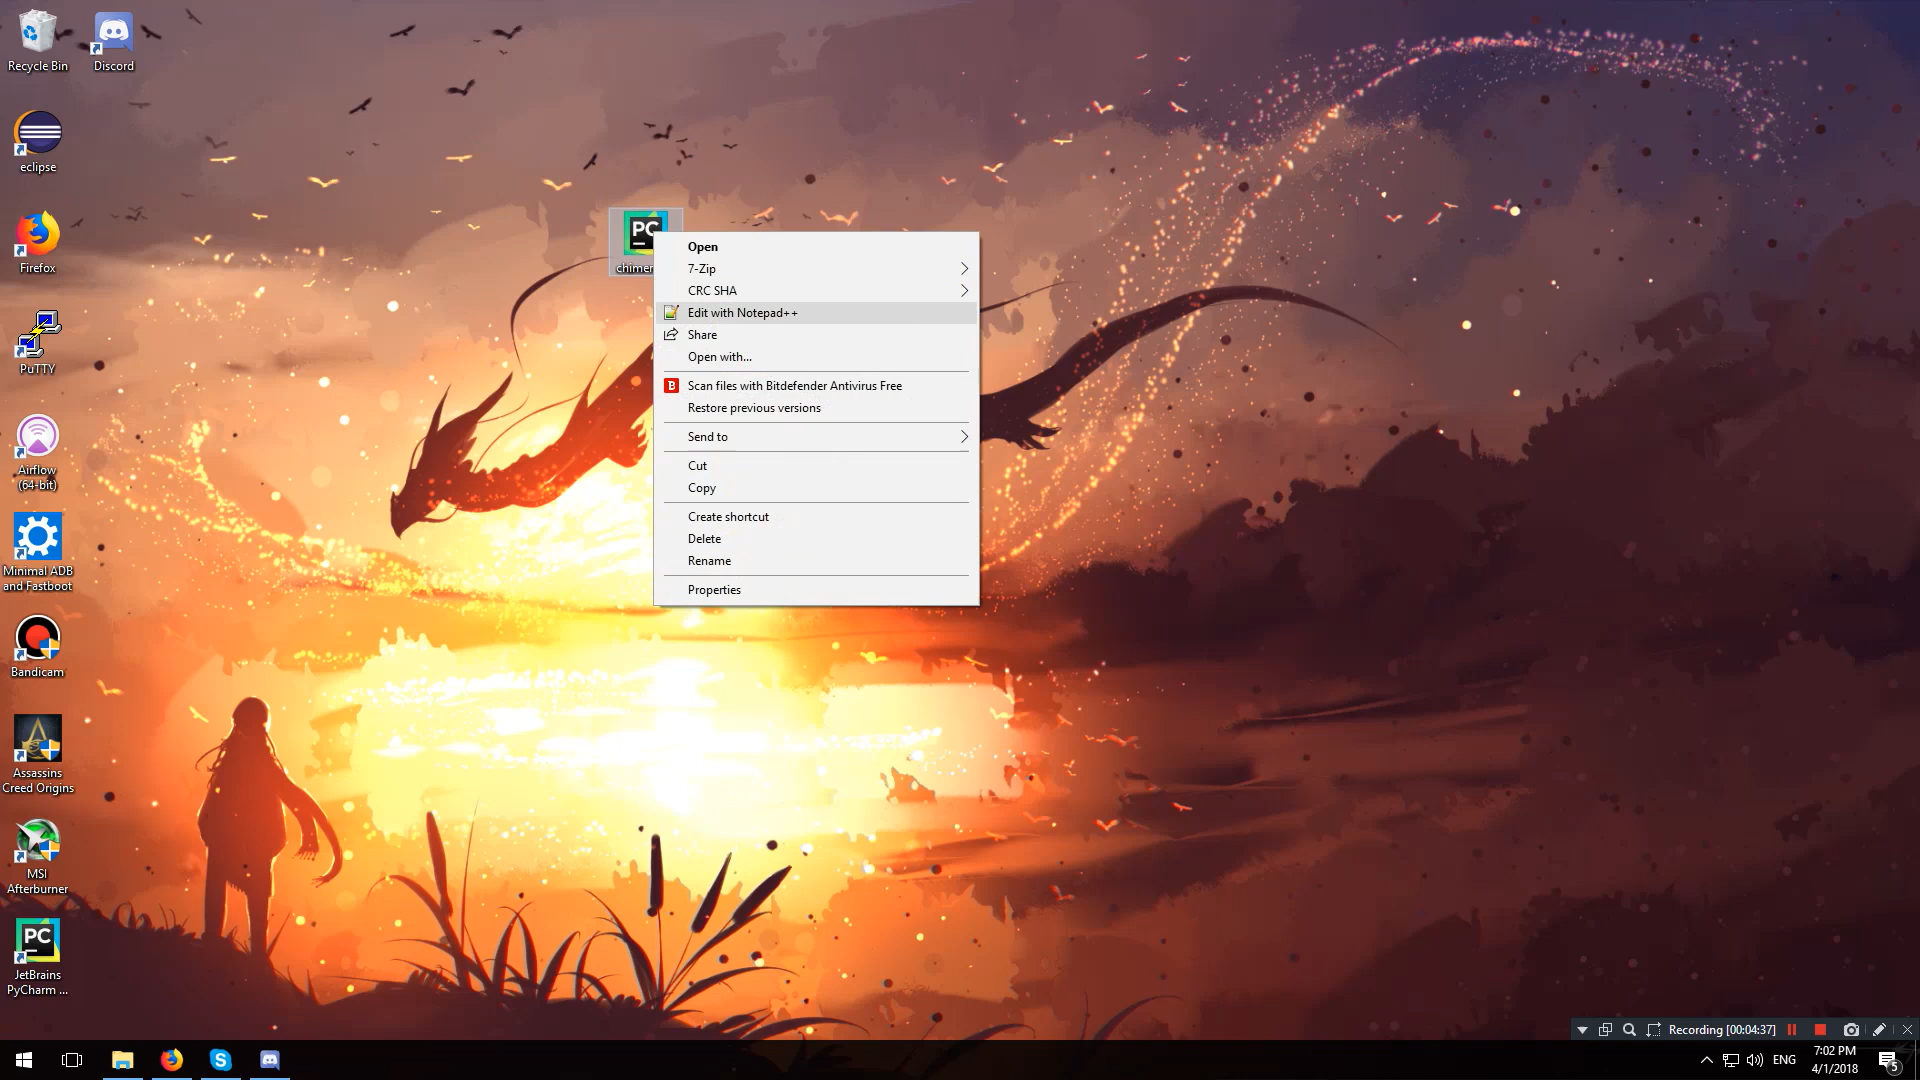 Recycle Bin
Discord
eclipse
Firefox
PuTTY
Airflow
(64-bit)
Minimal ADB
and Fastboot
Bandicam
Assassins
Creed Origins
MSI
Afterburner
PC
JetBrains
PyCharm ...
PC
Open
7-Zip
CRC SHA
Edit with Notepad++
Share
Open with...
B
Scan files with Bitdefender Antivirus Free
Restore previous versions
Send to
Cut
Copy
Create shortcut
Delete
Rename
Properties
Recording [00:04:37]
ENG
7:02 PM
4/1/2018
5